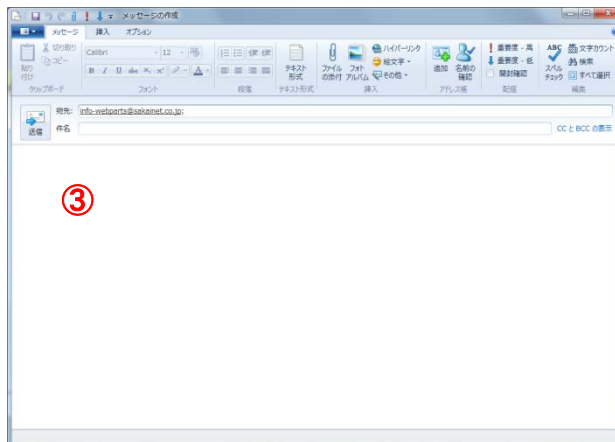 メッセージの作成
メッセージ 挿入 オプション
貼り付け
切り取り
コピー
クリップボード
Calibri 12
B I U abc X₂ X² A
フォント
段落
テキスト形式
テキスト形式
ファイルの添付
フォトアルバム
ハイパーリンク
絵文字
その他
挿入
追加
名前の確認
アドレス帳
重要度 - 高
重要度 - 低
開封確認
配信
ABC
スペルチェック
文字カウント
検索
すべて選択
編集
送信
宛先: info-webparts@sakainet.co.jp;
件名
CC と BCC の表示
③